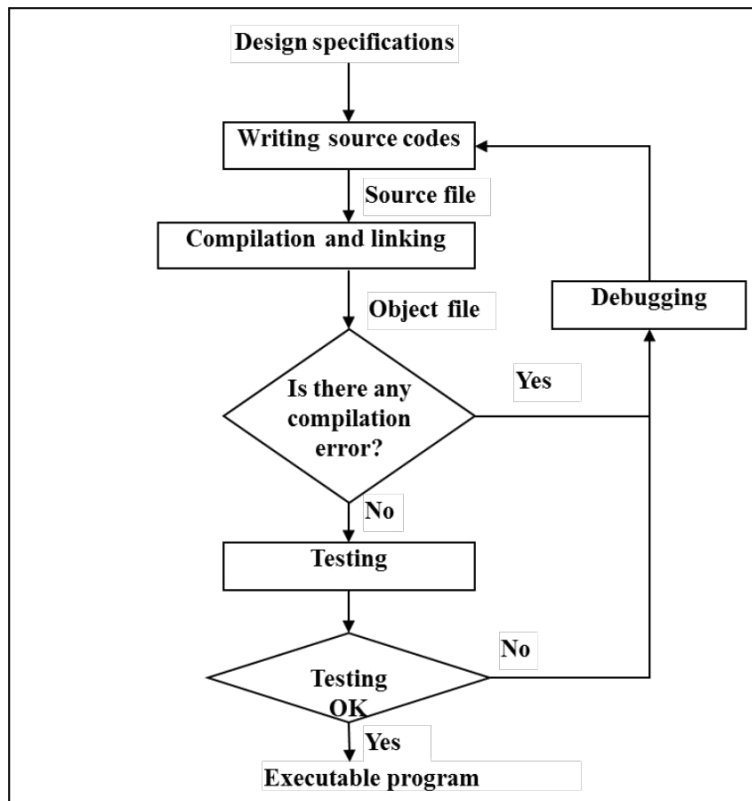 Design specifications
Writing source codes
Source file
Compilation and linking
Debugging
Object file
Is there any
compilation
error?
Yes
No
Testing
Testing
OK
No
Yes
Executable program